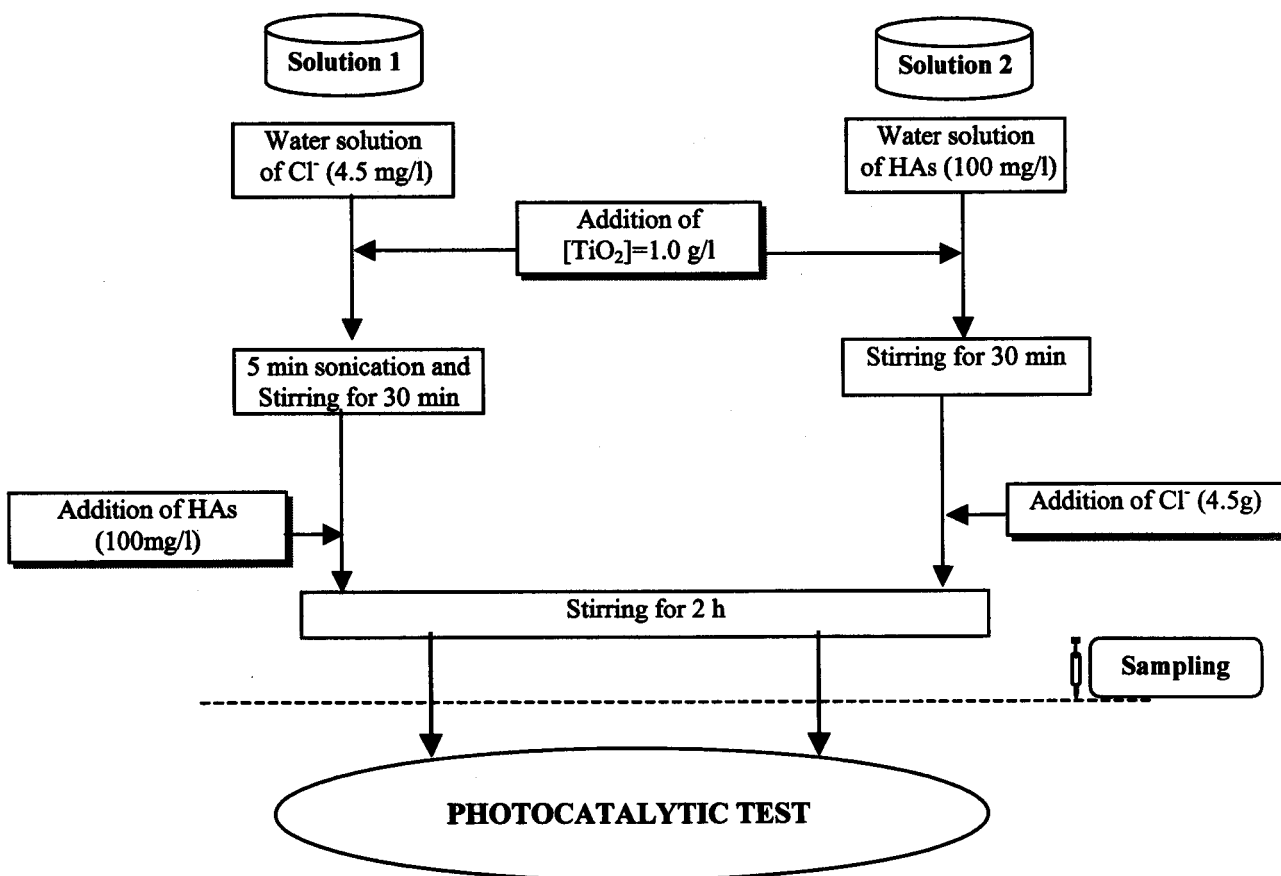 Solution 1
Solution 2
Water solution
of Cl⁻ (4.5 mg/l)
Water solution
of HAs (100 mg/l)
Addition of
[TiO₂]=1.0 g/l
5 min sonication and
Stirring for 30 min
Stirring for 30 min
Addition of HAs
(100mg/l)
Addition of Cl⁻ (4.5g)
Stirring for 2 h
Sampling
PHOTOCATALYTIC TEST